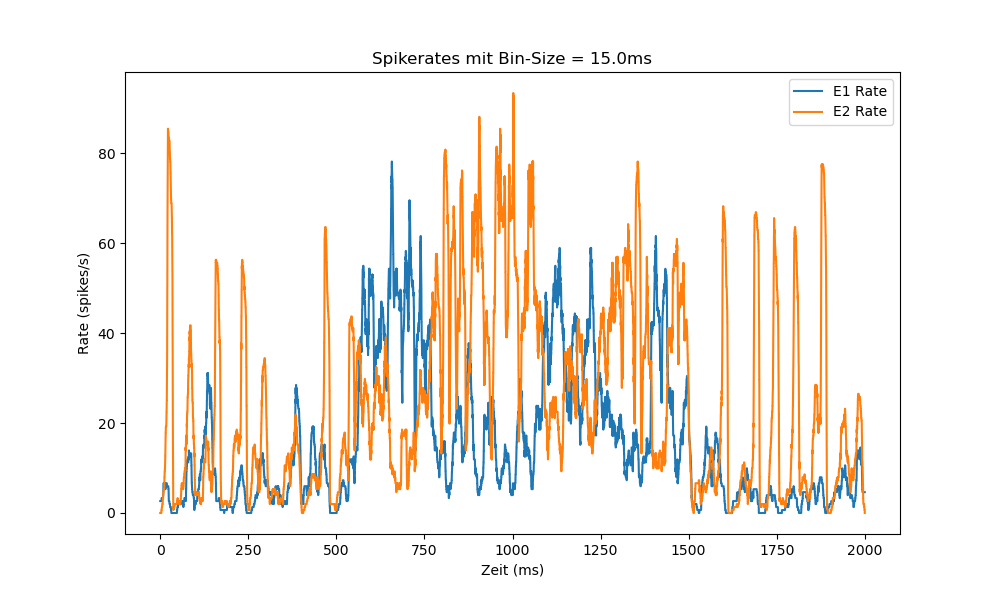 Spikerates mit Bin-Size = 15.0ms
E1 Rate
E2 Rate
Rate (spikes/s)
80
60
40
20
0
0 250 500 750 1000 1250 1500 1750 2000
Zeit (ms)